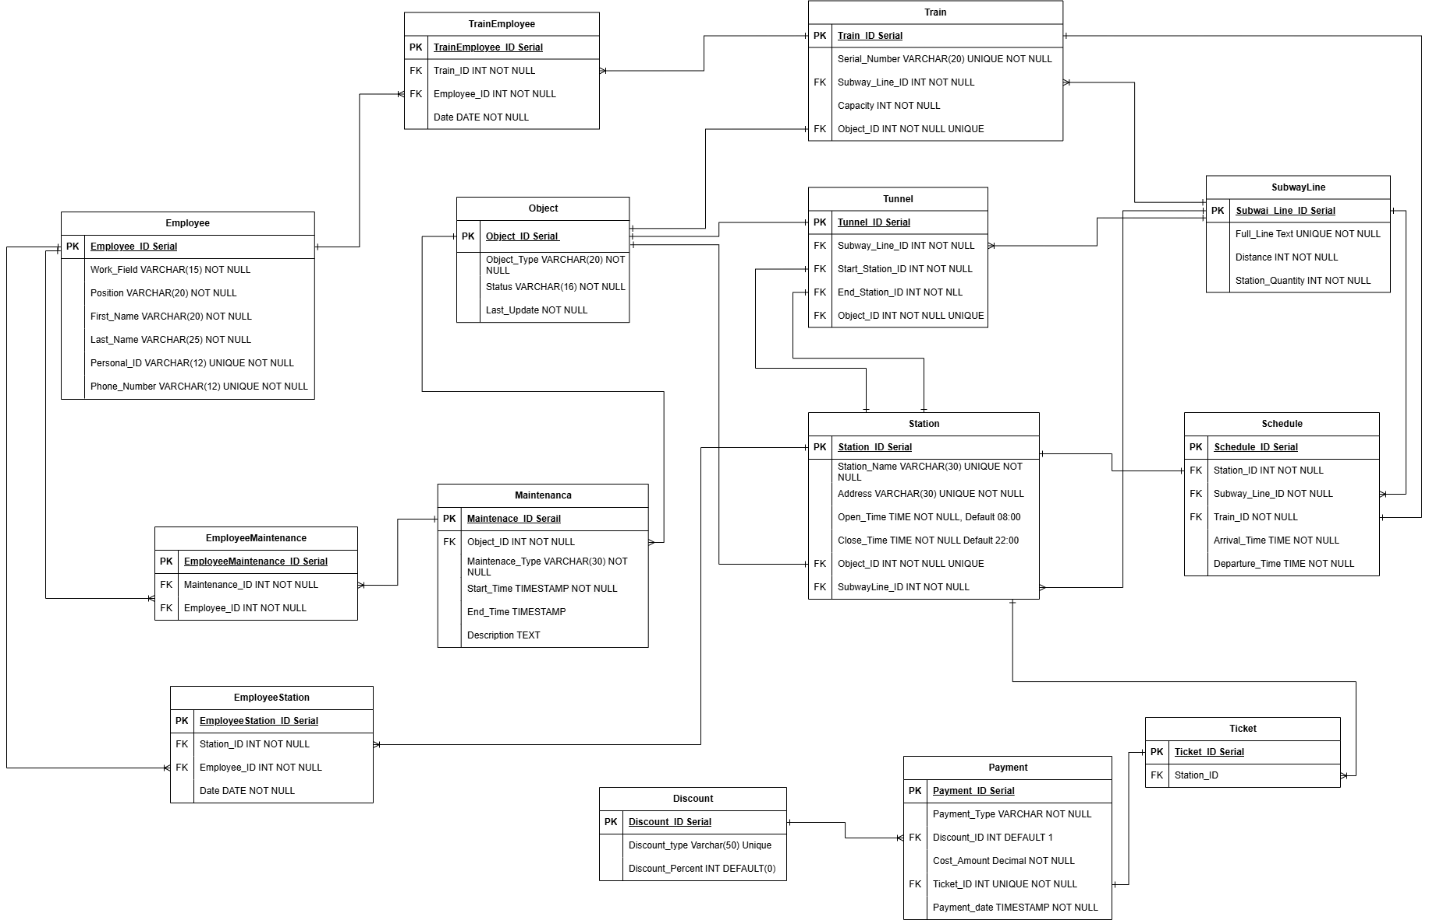 TrainEmployee
PK TrainEmployee_ID Serial
FK Train_ID INT NOT NULL
FK Employee_ID INT NOT NULL
Date DATE NOT NULL
Train
PK Train_ID Serial
Serial_Number VARCHAR(20) UNIQUE NOT NULL
FK Subway_Line_ID INT NOT NULL
Capacity INT NOT NULL
FK Object_ID INT NOT NULL UNIQUE
Employee
PK Employee_ID Serial
Work_Field VARCHAR(15) NOT NULL
Position VARCHAR(20) NOT NULL
First_Name VARCHAR(20) NOT NULL
Last_Name VARCHAR(25) NOT NULL
Personal_ID VARCHAR(12) UNIQUE NOT NULL
Phone_Number VARCHAR(12) UNIQUE NOT NULL
Object
PK Object_ID Serial
Object_Type VARCHAR(20) NOT
NULL
Status VARCHAR(16) NOT NULL
Last_Update NOT NULL
Tunnel
PK Tunnel_ID Serial
FK Subway_Line_ID INT NOT NULL
FK Start_Station_ID INT NOT NULL
FK End_Station_ID INT NOT NLL
FK Object_ID INT NOT NULL UNIQUE
SubwayLine
PK Subwai_Line_ID Serial
Full_Line Text UNIQUE NOT NULL
Distance INT NOT NULL
Station_Quantity INT NOT NULL
Station
PK Station_ID Serial
Station_Name VARCHAR(30) UNIQUE NOT
NULL
Address VARCHAR(30) UNIQUE NOT NULL
Open_Time TIME NOT NULL, Default 08:00
Close_Time TIME NOT NULL Default 22:00
FK Object_ID INT NOT NULL UNIQUE
FK SubwayLine_ID INT NOT NULL
Schedule
PK Schedule_ID Serial
FK Station_ID INT NOT NULL
FK Subway_Line_ID NOT NULL
FK Train_ID NOT NULL
Arrival_Time TIME NOT NULL
Departure_Time TIME NOT NULL
Maintenanca
PK Maintenace_ID Serail
FK Object_ID INT NOT NULL
Maintenace_Type VARCHAR(30) NOT
NULL
Start_Time TIMESTAMP NOT NULL
End_Time TIMESTAMP
Description TEXT
EmployeeMaintenance
PK EmployeeMaintenance_ID Serial
FK Maintenance_ID INT NOT NULL
FK Employee_ID INT NOT NULL
EmployeeStation
PK EmployeeStation_ID Serial
FK Station_ID INT NOT NULL
FK Employee_ID INT NOT NULL
Date DATE NOT NULL
Ticket
PK Ticket_ID Serial
FK Station_ID
Payment
PK Payment_ID Serial
Payment_Type VARCHAR NOT NULL
FK Discount_ID INT DEFAULT 1
Cost_Amount Decimal NOT NULL
FK Ticket_ID INT UNIQUE NOT NULL
Payment_date TIMESTAMP NOT NULL
Discount
PK Discount_ID Serial
Discount_type Varchar(50) Unique
Discount_Percent INT DEFAULT(0)